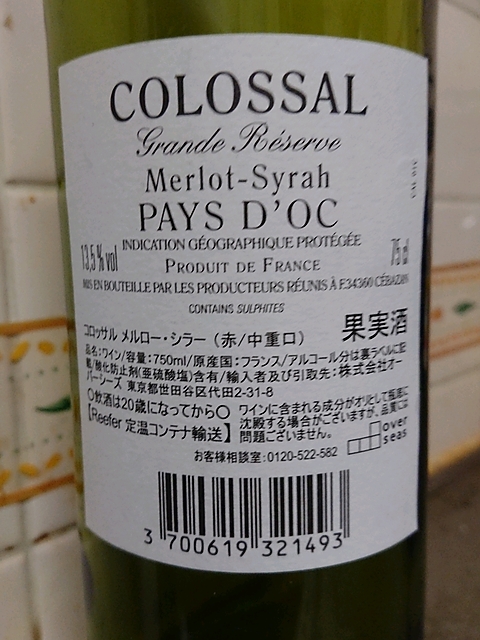 COLOSSAL
Grande Réserve
Merlot-Syrah
PAYS D'OC
INDICATION GÉOGRAPHIQUE PROTÉGÉE
13,5 % vol
75 cl
PRODUIT DE FRANCE
MIS EN BOUTEILLE PAR LES PRODUCTEURS RÉUNIS À F.34360 CÉBAZAN
CONTAINS SULPHITES
コロッサル メルロー・シラー (赤/中重口)
果実酒
品名:ワイン/容量:750ml/原産国:フランス/アルコール分は裏ラベルに記
載/酸化防止剤(亜硫酸塩)含有/輸入者及び引取先:株式会社オー
バーシーズ 東京都世田谷区代田2-31-8
〇飲酒は20歳になってから〇
【Reefer 定温コンテナ輸送】
ワインに含まれる成分がオリとして瓶底に
沈殿する場合がございますが、品質には
問題ございません。
お客様相談室:0120-522-582
over
seas
3 700619 321493